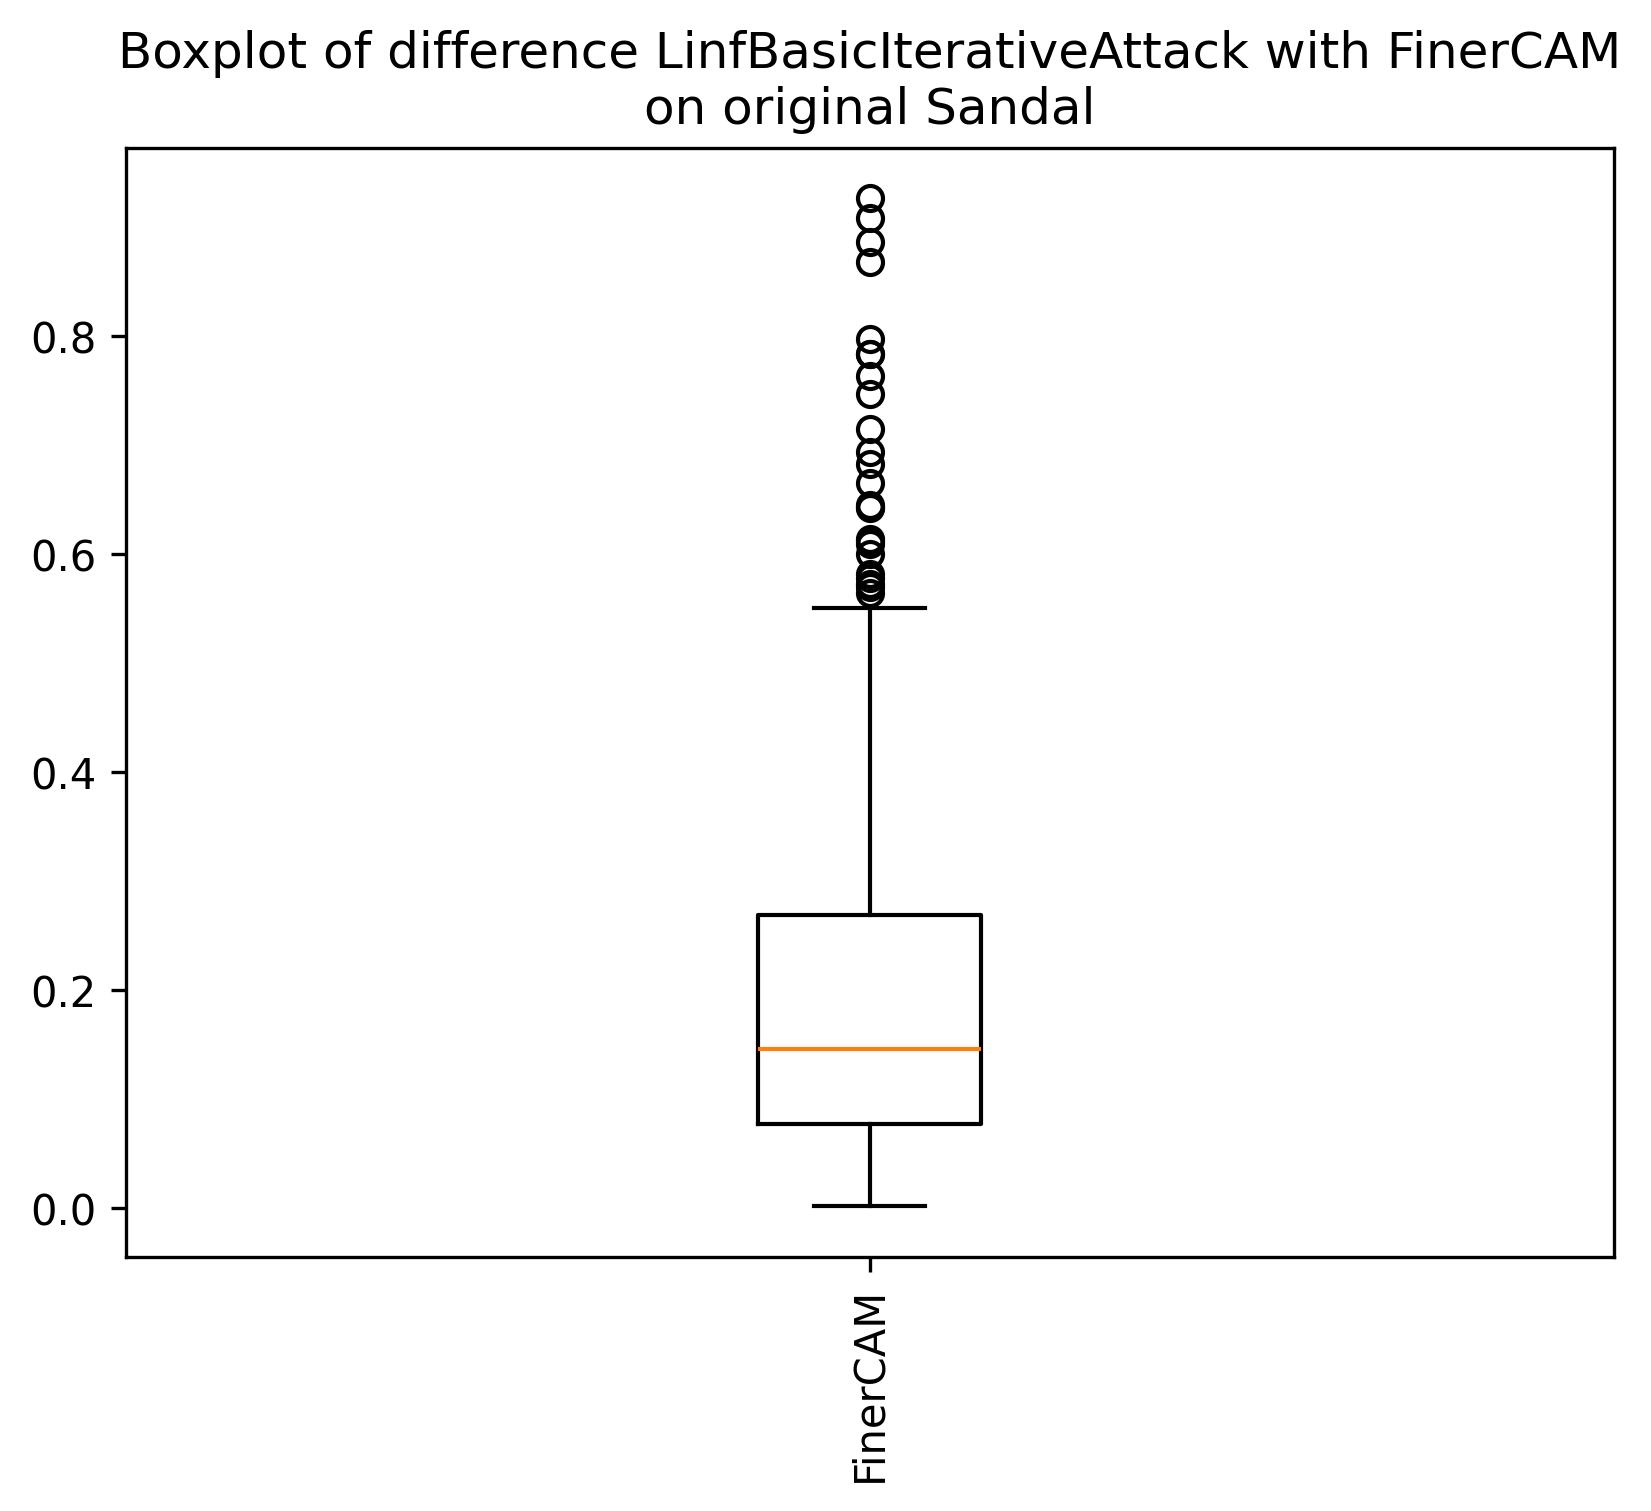 Boxplot of difference LinfBasicIterativeAttack with FinerCAM
on original Sandal
0.8
0.6
0.4
0.2
0.0
FinerCAM